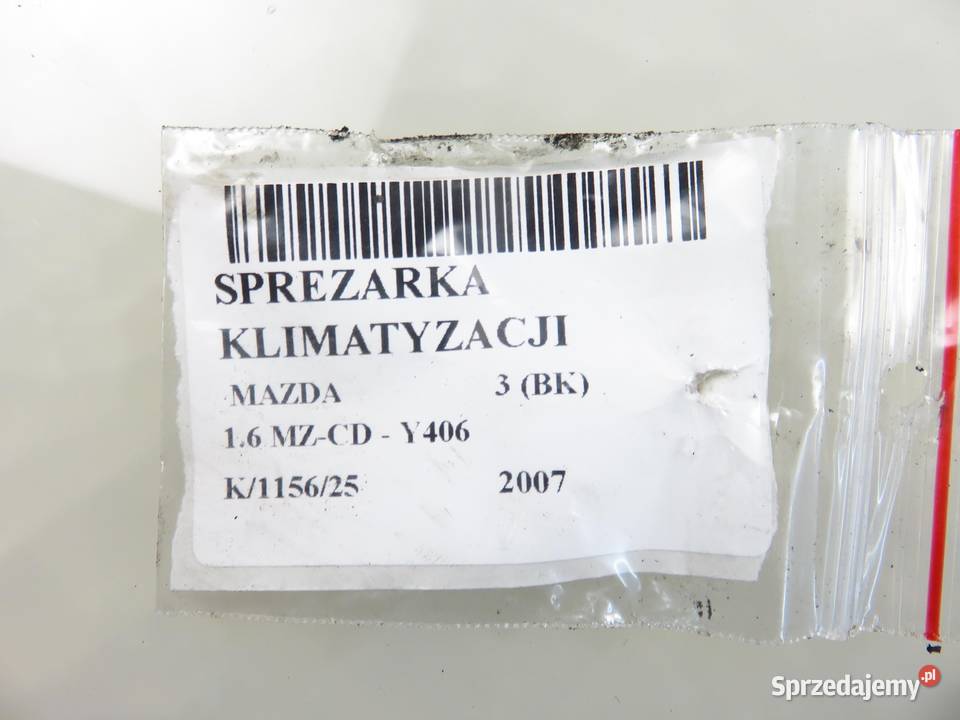 SPREZARKA
KLIMATYZACJI
MAZDA 3 (BK)
1.6 MZ-CD - Y406
K/1156/25 2007
Sprzedajemy.pl